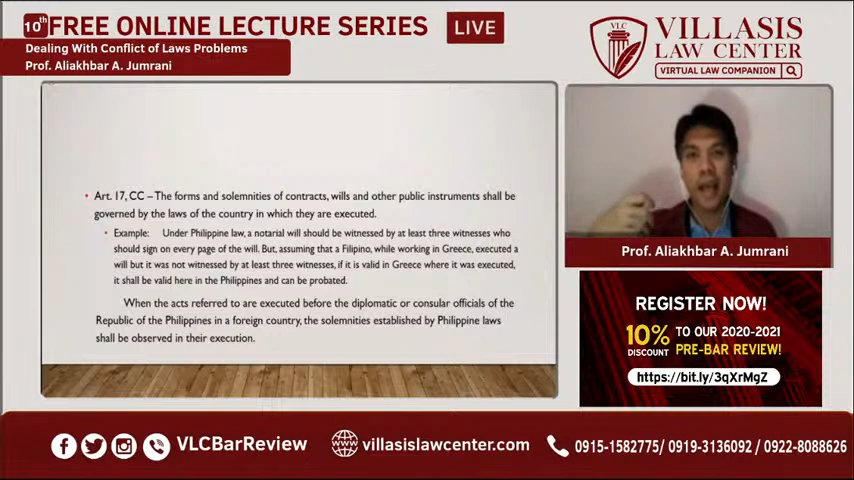 10th FREE ONLINE LECTURE SERIES
LIVE
Dealing With Conflict of Laws Problems
Prof. Aliakhbar A. Jumrani
VLC
VILLASIS
LAW CENTER
VIRTUAL LAW COMPANION
• Art. 17, CC – The forms and solemnities of contracts, wills and other public instruments shall be
governed by the laws of the country in which they are executed.
• Example: Under Philippine law, a notarial will should be witnessed by at least three witnesses who
should sign on every page of the will. But, assuming that a Filipino, while working in Greece, executed a
will but it was not witnessed by at least three witnesses, if it is valid in Greece where it was executed,
it shall be valid here in the Philippines and can be probated.
When the acts referred to are executed before the diplomatic or consular officials of the
Republic of the Philippines in a foreign country, the solemnities established by Philippine laws
shall be observed in their execution.
Prof. Aliakhbar A. Jumrani
REGISTER NOW!
10% DISCOUNT TO OUR 2020-2021
PRE-BAR REVIEW!
https://bit.ly/3qXrMgZ
VLCBarReview
villasislawcenter.com
0915-1582775/ 0919-3136092 / 0922-8088626